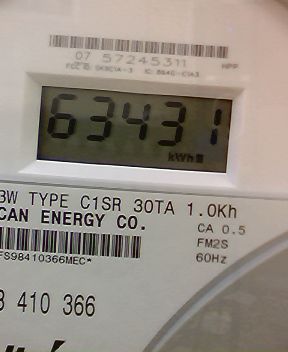 07 57245311
HPP
63431
kWh
3W TYPE C1SR 30TA 1.0Kh
CAN ENERGY CO.
CA 0.5
FM2S
60Hz
FS98410366MEC*
410 366